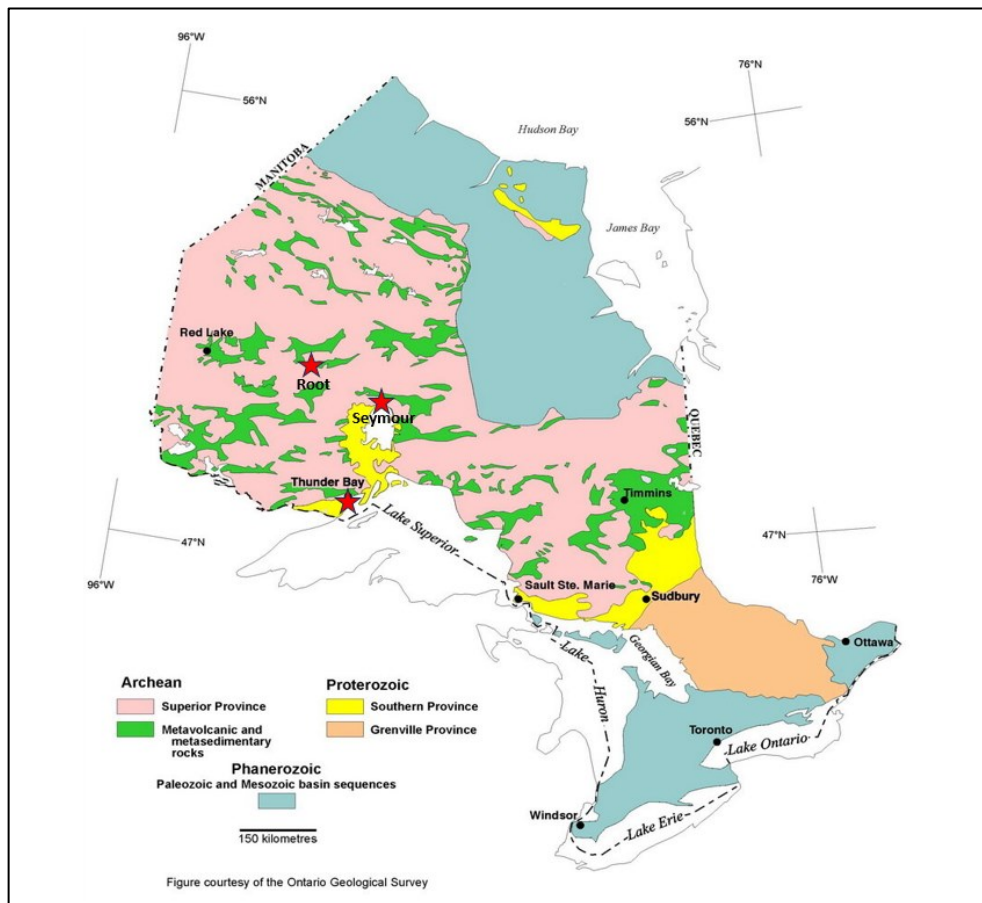 96°W
56°N
76°N
56°N
Hudson Bay
MANITOBA
James Bay
Red Lake
Root
Seymour
QUEBEC
Thunder Bay
Timmins
Lake Superior
47°N
96°W
47°N
76°W
Sault Ste. Marie
Sudbury
Georgian Bay
Ottawa
Lake
Huron
Toronto
Lake Ontario
Windsor
Lake Erie
Archean
Superior Province
Metavolcanic and
metasedimentary
rocks
Proterozoic
Southern Province
Grenville Province
Phanerozoic
Paleozoic and Mesozoic basin sequences
150 kilometres
Figure courtesy of the Ontario Geological Survey